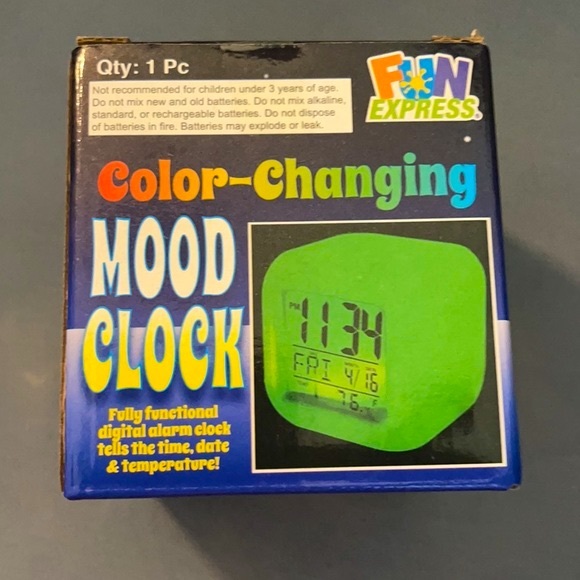 Qty: 1 Pc
FUN
EXPRESS®
Not recommended for children under 3 years of age.
Do not mix new and old batteries. Do not mix alkaline,
standard, or rechargeable batteries. Do not dispose
of batteries in fire. Batteries may explode or leak.
Color-Changing
MOOD
CLOCK
Fully functional
digital alarm clock
tells the time, date
& temperature!
PM 11 34
FRI 4/16
76